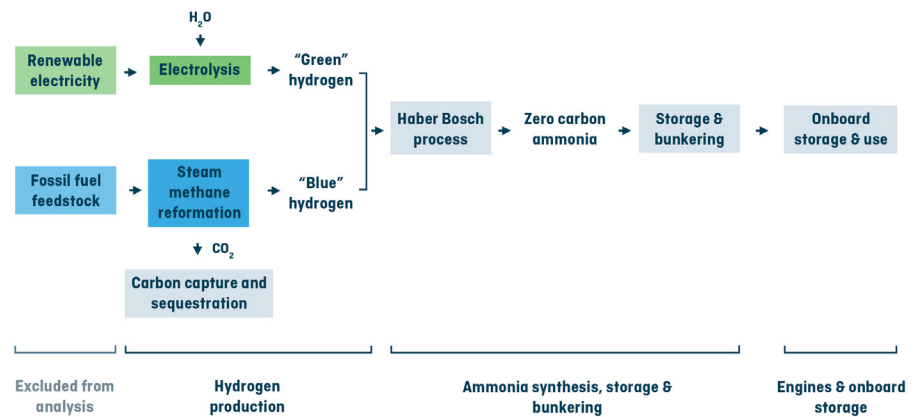 H₂O
Renewable
electricity
Electrolysis
“Green”
hydrogen
Haber Bosch
process
Zero carbon
ammonia
Storage &
bunkering
Onboard
storage & use
Fossil fuel
feedstock
Steam
methane
reformation
“Blue”
hydrogen
CO₂
Carbon capture and
sequestration
Excluded from
analysis
Hydrogen
production
Ammonia synthesis, storage &
bunkering
Engines & onboard
storage